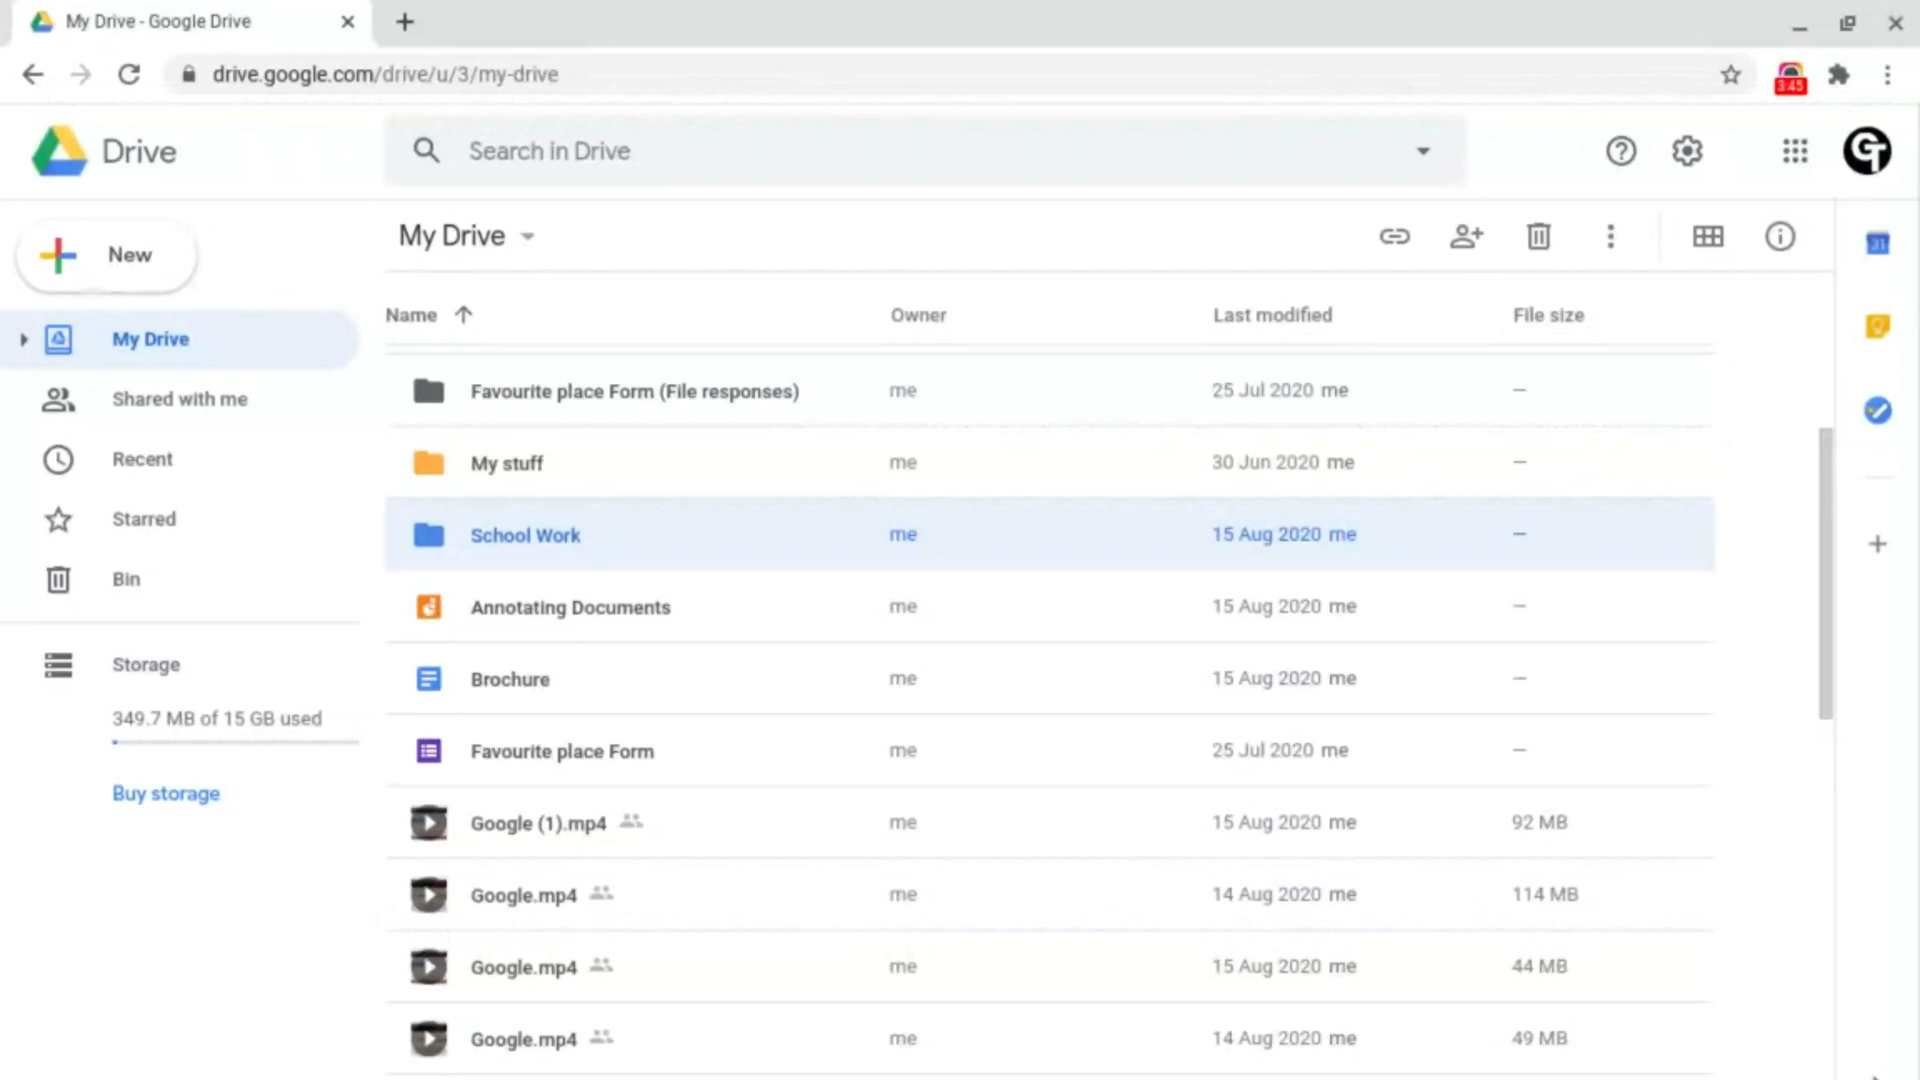 My Drive - Google Drive
drive.google.com/drive/u/3/my-drive
3:45
Drive
Search in Drive
GT
New
My Drive
31
Name Owner Last modified File size
My Drive
Shared with me
Recent
Starred
Bin
Storage
349.7 MB of 15 GB used
Buy storage
Favourite place Form (File responses) me 25 Jul 2020 me –
My stuff me 30 Jun 2020 me –
School Work me 15 Aug 2020 me –
Annotating Documents me 15 Aug 2020 me –
Brochure me 15 Aug 2020 me –
Favourite place Form me 25 Jul 2020 me –
Google (1).mp4 me 15 Aug 2020 me 92 MB
Google.mp4 me 14 Aug 2020 me 114 MB
Google.mp4 me 15 Aug 2020 me 44 MB
Google.mp4 me 14 Aug 2020 me 49 MB